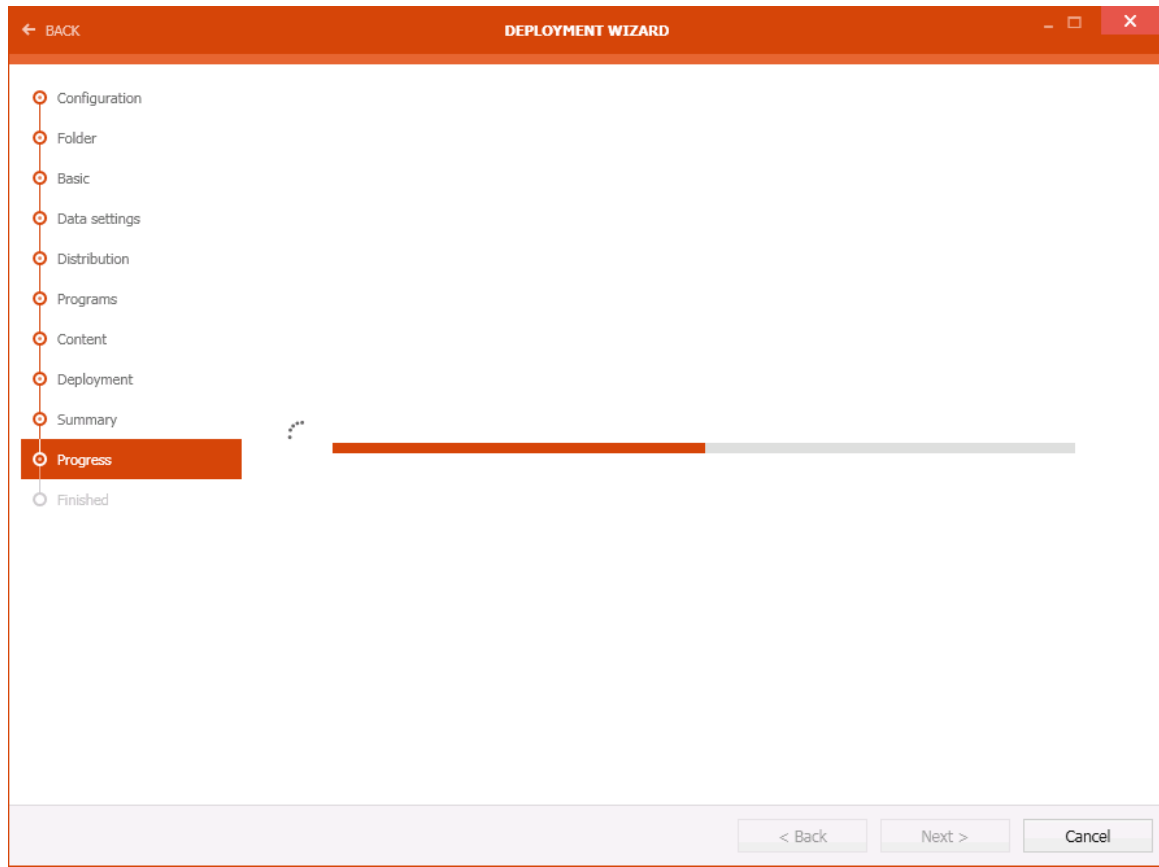 BACK
DEPLOYMENT WIZARD
Configuration
Folder
Basic
Data settings
Distribution
Programs
Content
Deployment
Summary
Progress
Finished
< Back
Next >
Cancel